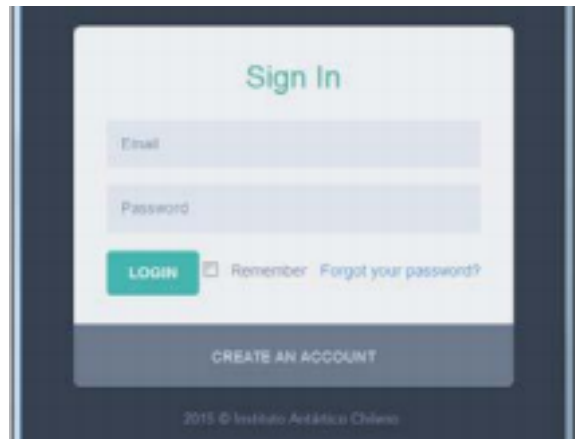 Sign In
Email
Password
LOGIN Remember Forgot your password?
CREATE AN ACCOUNT
2015 © Instituto Antártico Chileno